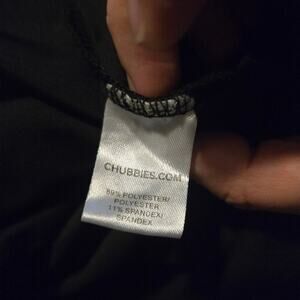 CHUBBIES.COM
89% POLYESTER/
POLYESTER
11% SPANDEX/
SPANDEX